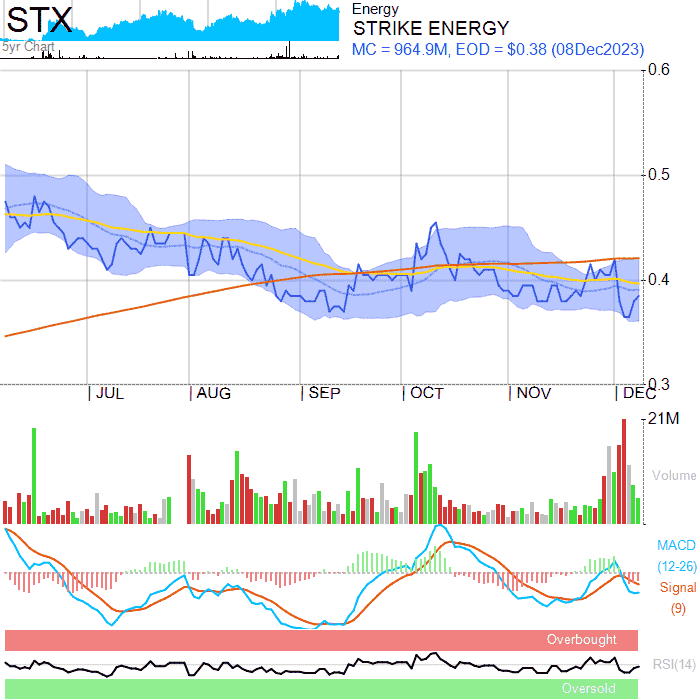 STX
5yr Chart
Energy
STRIKE ENERGY
MC = 964.9M, EOD = $0.38 (08Dec2023)
0.6
0.5
0.4
0.3
JUL AUG SEP OCT NOV DEC
21M
Volume
MACD
(12-26)
Signal
(9)
Overbought
RSI(14)
Oversold